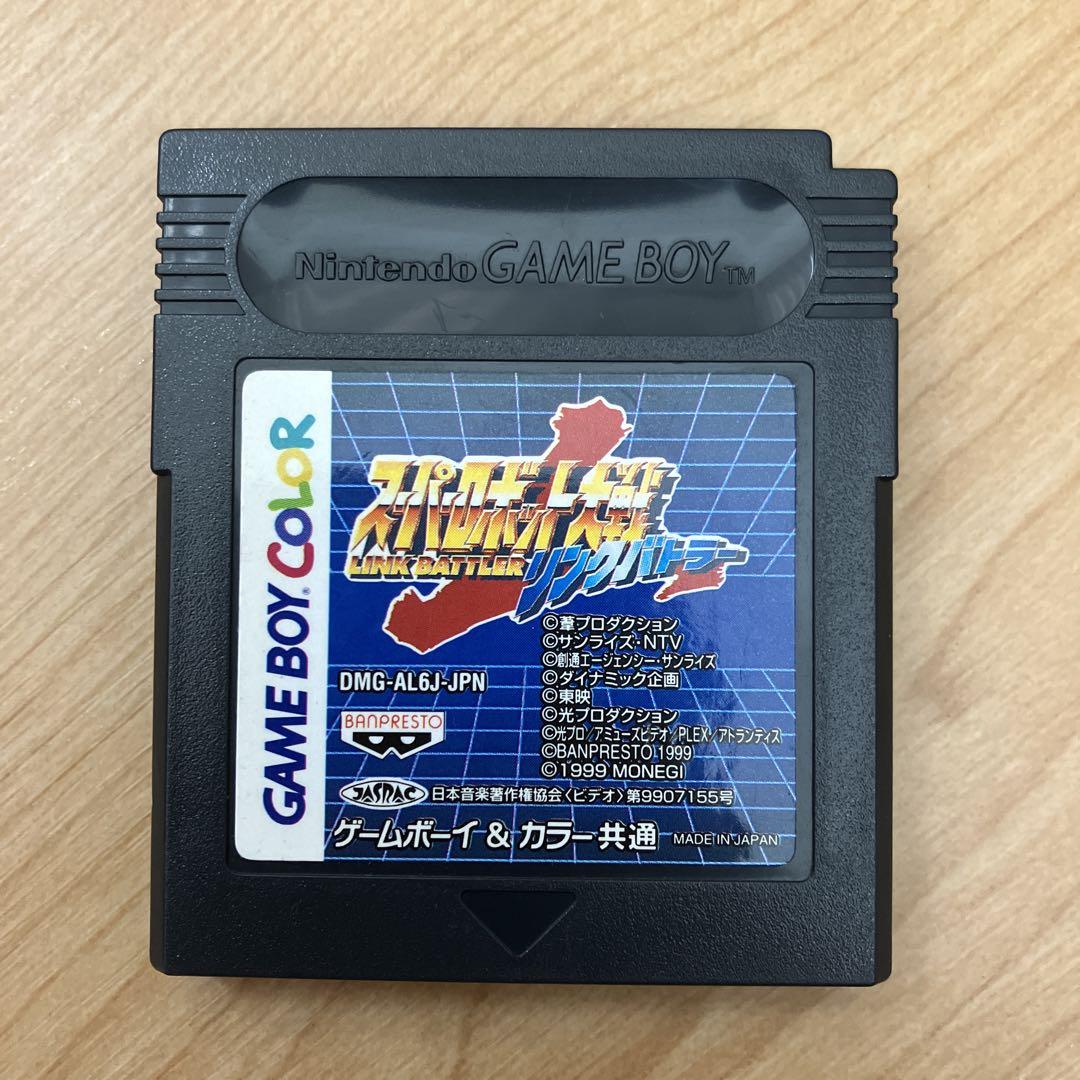 Nintendo GAME BOY TM
GAME BOY COLOR
スーパーロボット大戦
LINK BATTLER リンクバトラー
©葦プロダクション
©サンライズ・NTV
©創通エージェンシー・サンライズ
©ダイナミック企画
©東映
©光プロダクション
©光プロ/アミューズビデオ/PLEX/アトランティス
©BANPRESTO 1999
©1999 MONEGI
DMG-AL6J-JPN
BANPRESTO
JASRAC 日本音楽著作権協会〈ビデオ〉第9907155号
ゲームボーイ & カラー共通 MADE IN JAPAN